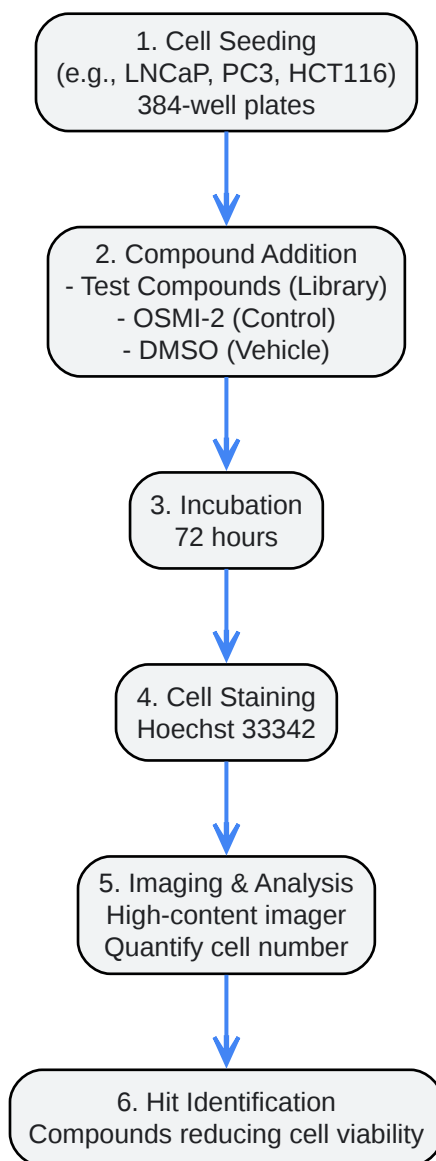 1. Cell Seeding
(e.g., LNCaP, PC3, HCT116)
384-well plates
2. Compound Addition
- Test Compounds (Library)
- OSMI-2 (Control)
- DMSO (Vehicle)
3. Incubation
72 hours
4. Cell Staining
Hoechst 33342
5. Imaging & Analysis
High-content imager
Quantify cell number
6. Hit Identification
Compounds reducing cell viability